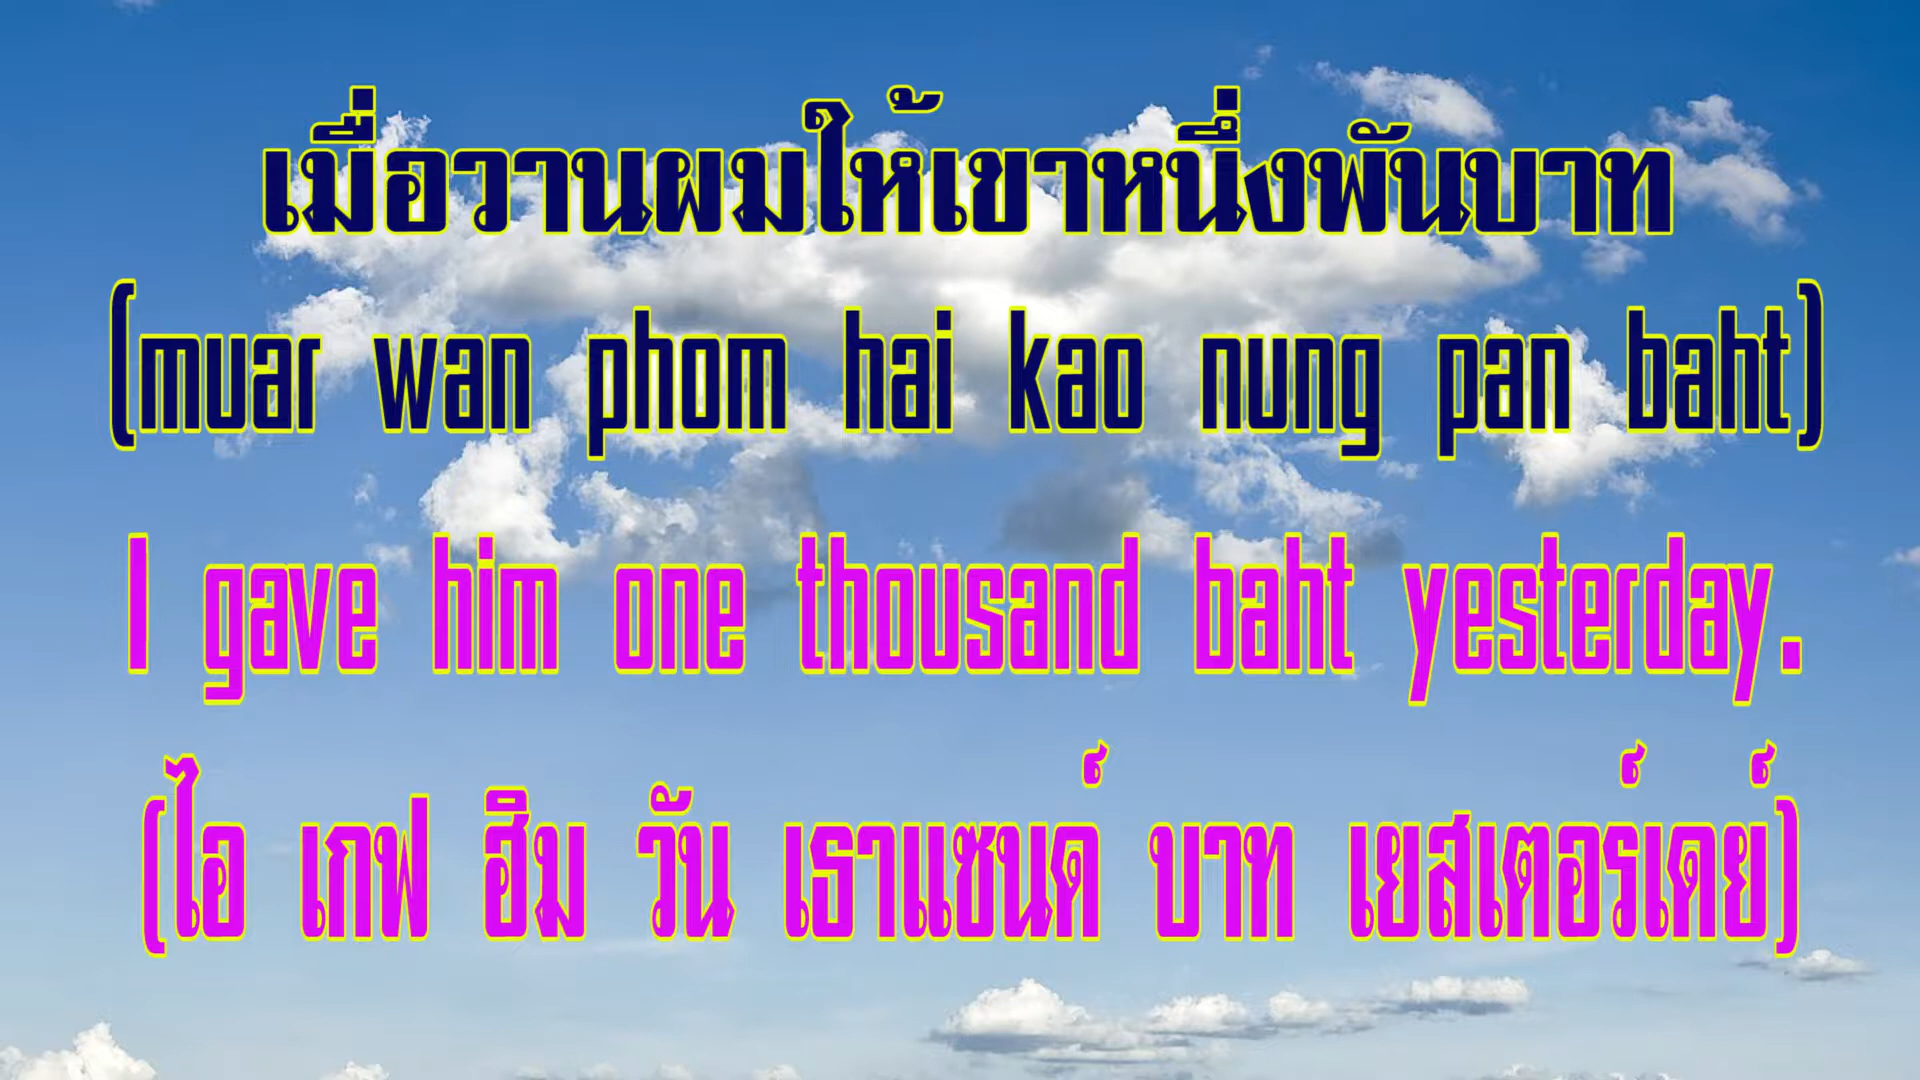 เมื่อวานผมให้เขาหนึ่งพันบาท
(muar wan phom hai kao nung pan baht)
I gave him one thousand baht yesterday.
(ไอ เกฟ ฮิม วัน เธาแซนด์ บาท เยสเตอร์เดย์)